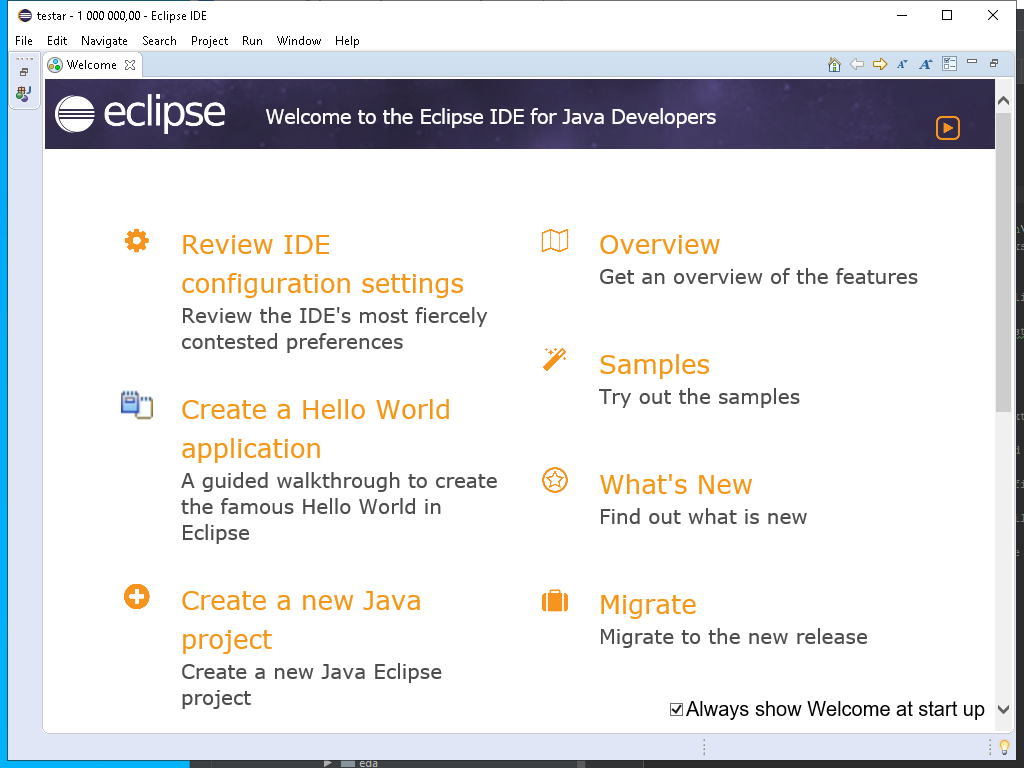 testar - 1 000 000,00 - Eclipse IDE
File Edit Navigate Search Project Run Window Help
Welcome
eclipse Welcome to the Eclipse IDE for Java Developers
Review IDE
configuration settings
Review the IDE's most fiercely
contested preferences
Create a Hello World
application
A guided walkthrough to create
the famous Hello World in
Eclipse
Create a new Java
project
Create a new Java Eclipse
project
Overview
Get an overview of the features
Samples
Try out the samples
What's New
Find out what is new
Migrate
Migrate to the new release
Always show Welcome at start up
eda